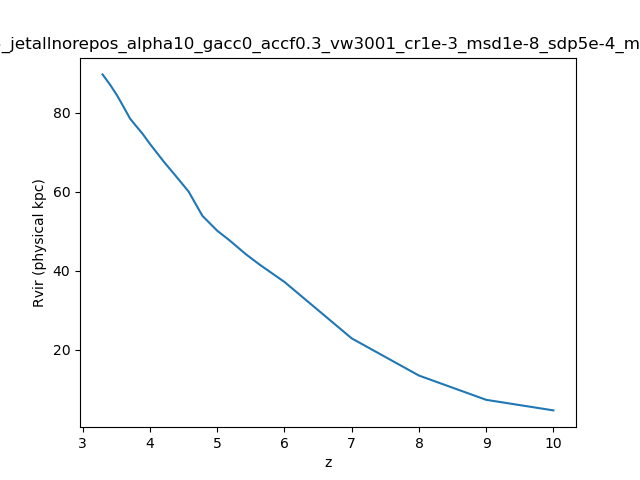 _jetallnorepos_alpha10_gacc0_accf0.3_vw3001_cr1e-3_msd1e-8_sdp5e-4_m
80
60
40
20
Rvir (physical kpc)
3 4 5 6 7 8 9 10
z